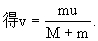 得v = mu / (M + m).